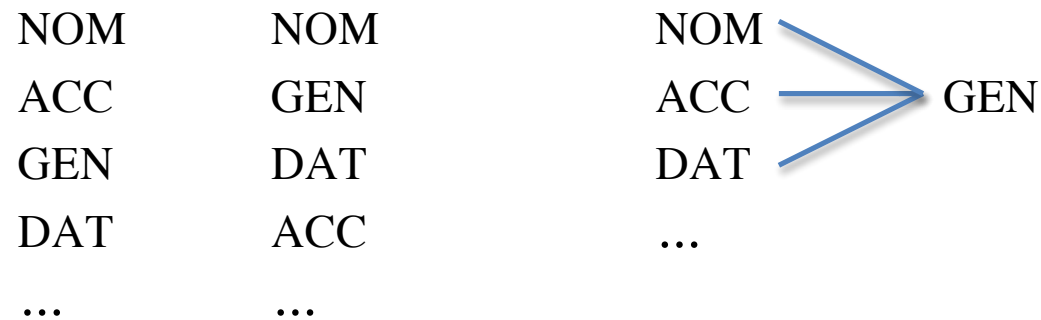 NOM NOM NOM
ACC GEN ACC GEN
GEN DAT DAT
DAT ACC ...
... ...